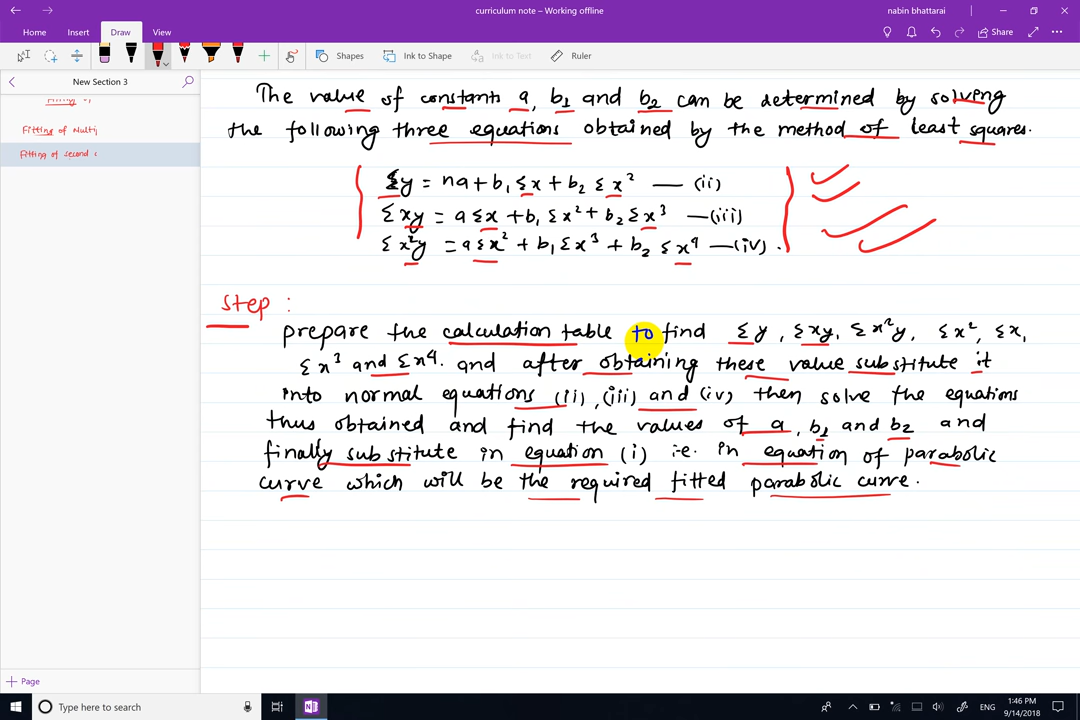 curriculum note – Working offline
nabin bhattarai
Home Insert Draw View
Share
Shapes Ink to Shape Ink to Text Ruler
New Section 3
Fitting of Multip
Fitting of second o
Page
The value of constants a, b1 and b2 can be determined by solving
the following three equations obtained by the method of least squares.
Σy = na + b₁ Σx + b₂ Σx² — (ii)
Σxy = a Σx + b₁ Σx² + b₂ Σx³ — (iii)
Σx²y = a Σx² + b₁ Σx³ + b₂ Σx⁴ — (iv).
Step :
prepare the calculation table to find Σy, Σxy, Σx²y, Σx², Σx,
Σx³ and Σx⁴. and after obtaining these value substitute it
into normal equations (ii), (iii) and (iv) then solve the equations
thus obtained and find the values of a, b1 and b2 and
finally substitute in equation (i) i.e. in equation of parabolic
curve which will be the required fitted parabolic curve.
Type here to search
ENG
1:46 PM
9/14/2018